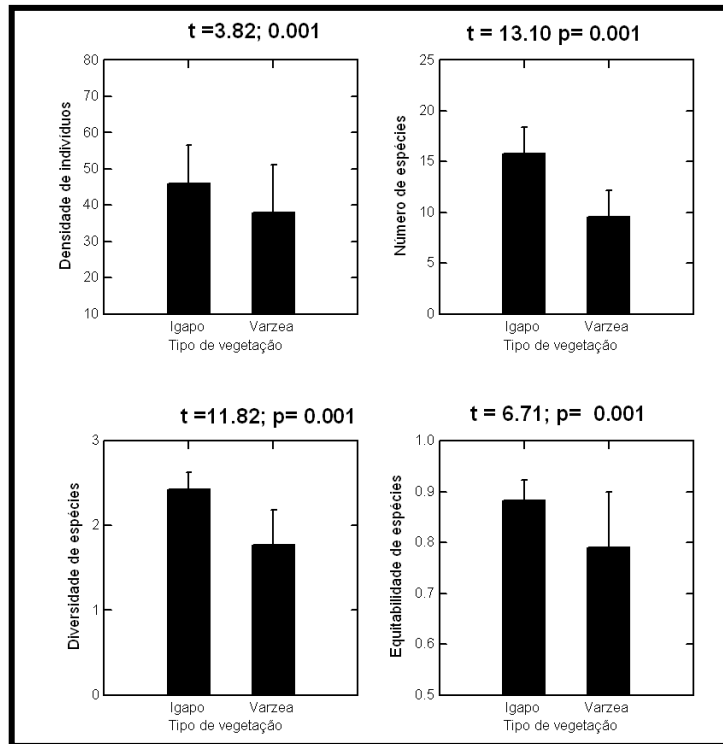 t =3.82; 0.001
Densidade de indivíduos
80
70
60
50
40
30
20
10
Igapo Varzea
Tipo de vegetação
t = 13.10 p= 0.001
Número de espécies
25
20
15
10
5
0
Igapo Varzea
Tipo de vegetação
t =11.82; p= 0.001
Diversidade de espécies
3
2
1
0
Igapo Varzea
Tipo de vegetação
t = 6.71; p= 0.001
Equitabilidade de espécies
1.0
0.9
0.8
0.7
0.6
0.5
Igapo Varzea
Tipo de vegetação